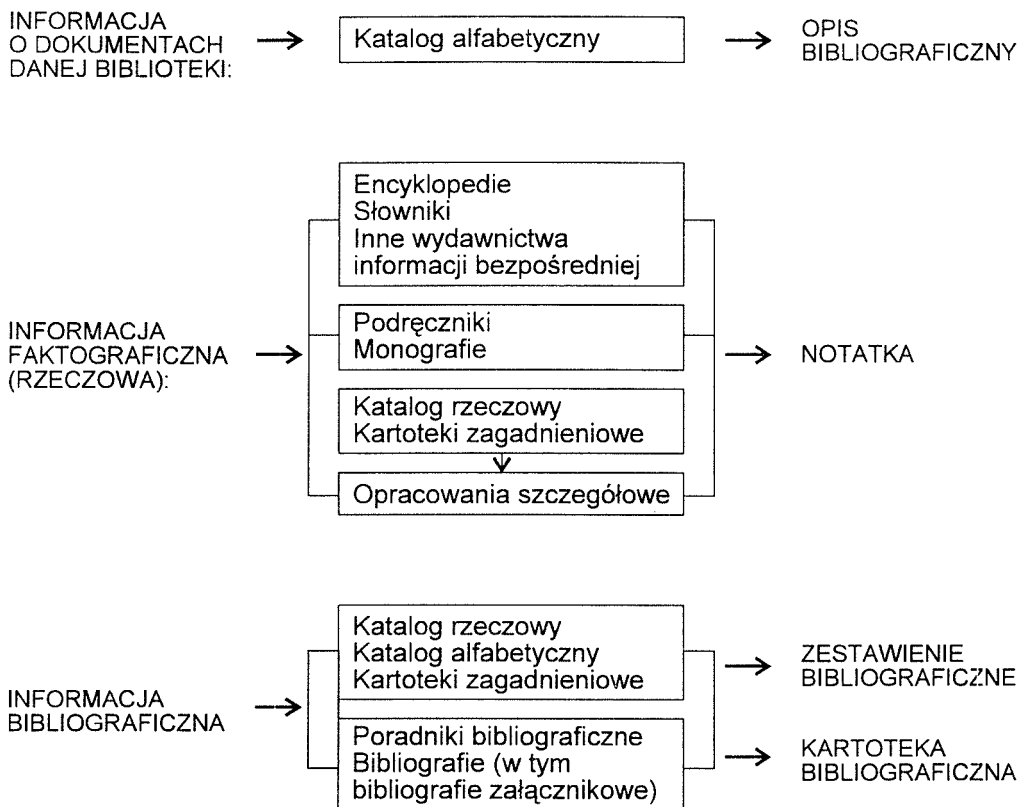 INFORMACJA
O DOKUMENTACH
DANEJ BIBLIOTEKI:
Katalog alfabetyczny
OPIS
BIBLIOGRAFICZNY
INFORMACJA
FAKTOGRAFICZNA
(RZECZOWA):
Encyklopedie
Słowniki
Inne wydawnictwa
informacji bezpośredniej
Podręczniki
Monografie
Katalog rzeczowy
Kartoteki zagadnieniowe
Opracowania szczegółowe
NOTATKA
INFORMACJA
BIBLIOGRAFICZNA
Katalog rzeczowy
Katalog alfabetyczny
Kartoteki zagadnieniowe
Poradniki bibliograficzne
Bibliografie (w tym
bibliografie załącznikowe)
ZESTAWIENIE
BIBLIOGRAFICZNE
KARTOTEKA
BIBLIOGRAFICZNA